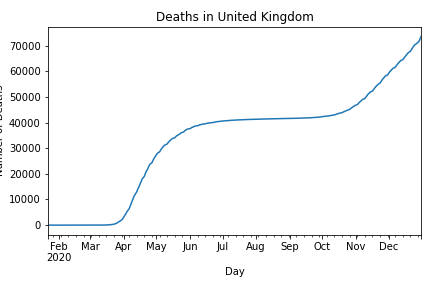 Deaths in United Kingdom
Number of Deaths
70000
60000
50000
40000
30000
20000
10000
0
Feb Mar Apr May Jun Jul Aug Sep Oct Nov Dec
2020
Day